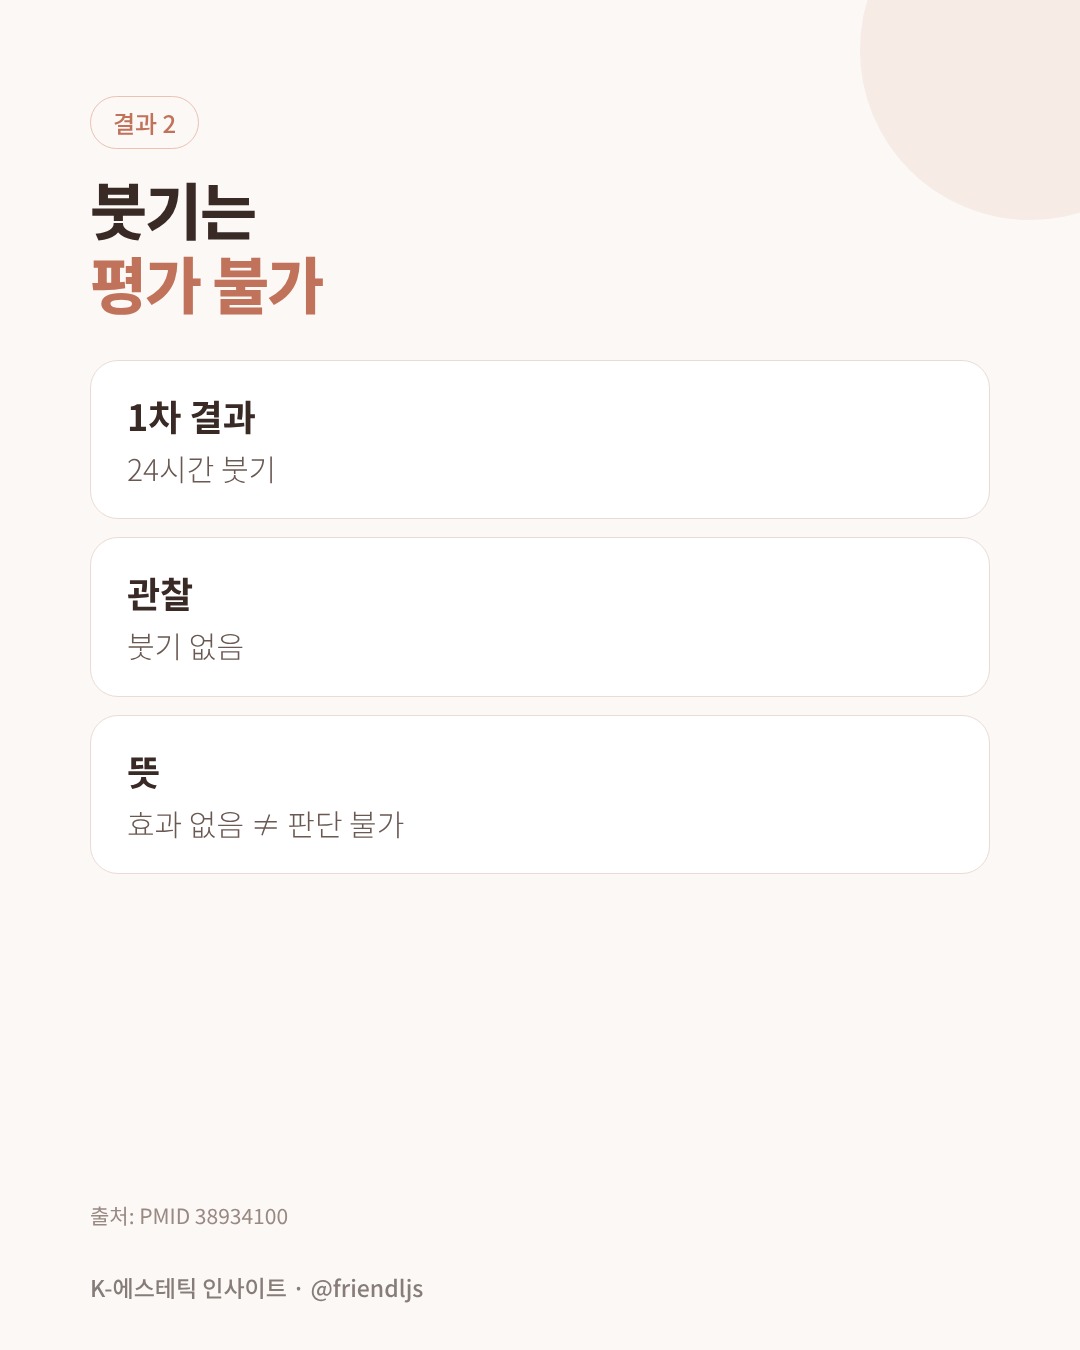 결과 2
붓기는
평가 불가
1차 결과
24시간 붓기
관찰
붓기 없음
뜻
효과 없음 ≠ 판단 불가
출처: PMID 38934100
K-에스테틱 인사이트 · @friendljs